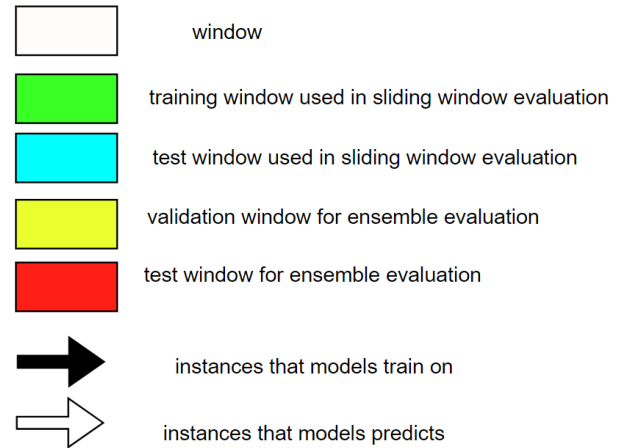 window
training window used in sliding window evaluation
test window used in sliding window evaluation
validation window for ensemble evaluation
test window for ensemble evaluation
instances that models train on
instances that models predicts